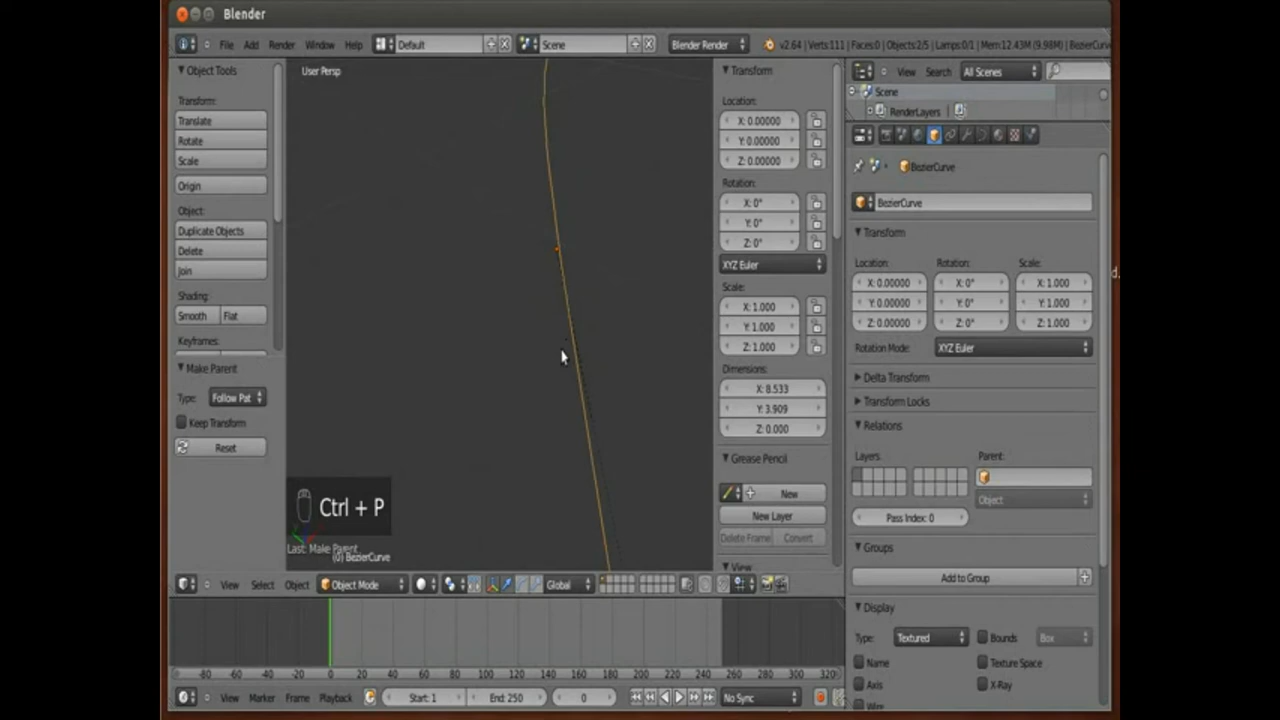 Blender
File Add Render Window Help Default Scene Blender Render v2.64 | Verts:111 | Faces:0 | Objects:2/5 | Lamps:0/1 | Mem:12.43M (9.98M) | BezierCurv
Object Tools
Transform:
Translate
Rotate
Scale
Origin
Object:
Duplicate Objects
Delete
Join
Shading:
Smooth Flat
Keyframes:
Make Parent
Type: Follow Pat
Keep Transform
Reset
User Persp
Ctrl + P
Last: Make Parent
(0) BezierCurve
Transform
Location:
X: 0.00000
Y: 0.00000
Z: 0.00000
Rotation:
X: 0°
Y: 0°
Z: 0°
XYZ Euler
Scale:
X: 1.000
Y: 1.000
Z: 1.000
Dimensions:
X: 8.533
Y: 3.909
Z: 0.000
Grease Pencil
New
New Layer
Delete Frame Convert
View
View Search All Scenes
Scene
RenderLayers
BezierCurve
BezierCurve
Transform
Location: Rotation: Scale:
X: 0.00000 X: 0° X: 1.000
Y: 0.00000 Y: 0° Y: 1.000
Z: 0.00000 Z: 0° Z: 1.000
Rotation Mode: XYZ Euler
Delta Transform
Transform Locks
Relations
Layers: Parent:
Object
Pass Index: 0
Groups
Add to Group
Display
Type: Textured Bounds Box
Name Texture Space
Axis X-Ray
Wire
d.
View Select Object Object Mode Global
-80 -40 -20 0 20 40 60 80 100 120 140 160 180 200 220 240 260 280 300 320
View Marker Frame Playback Start: 1 End: 250 0 No Sync